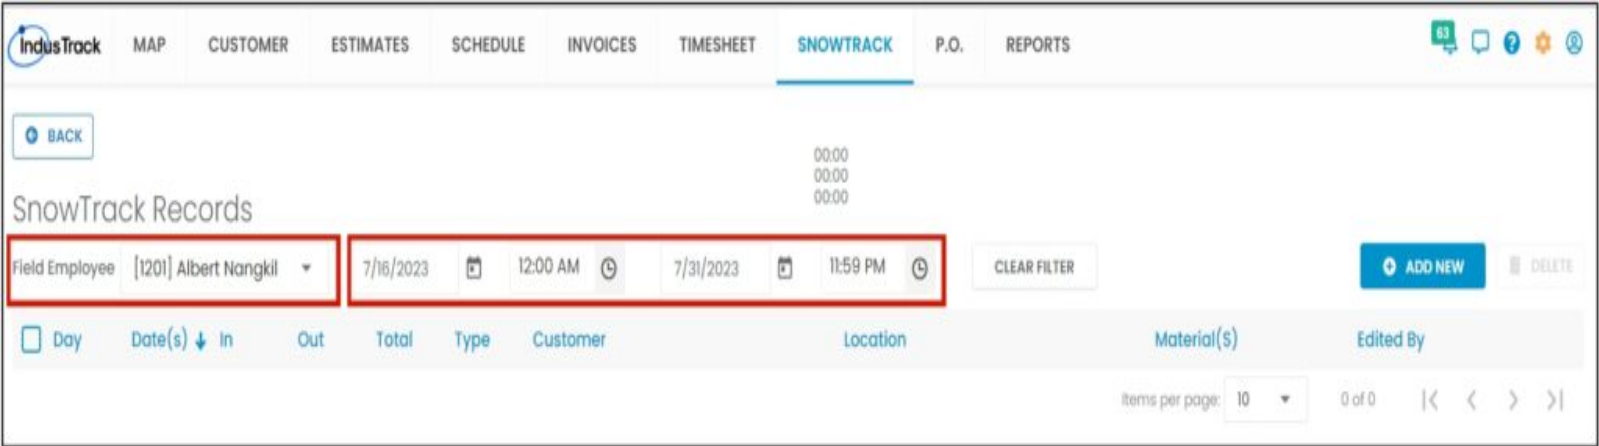 IndusTrack MAP CUSTOMER ESTIMATES SCHEDULE INVOICES TIMESHEET SNOWTRACK P.O. REPORTS 63
BACK
00:00
00:00
00:00
SnowTrack Records
Field Employee [1201] Albert Nangkil 7/16/2023 12:00 AM 7/31/2023 11:59 PM CLEAR FILTER ADD NEW DELETE
Day Date(s) In Out Total Type Customer Location Material(S) Edited By
Items per page: 10 0 of 0